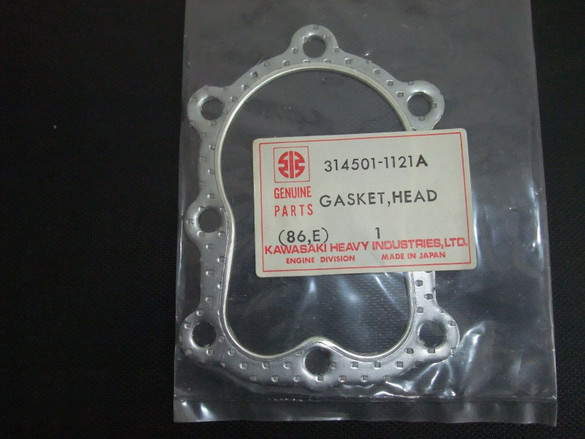 314501-1121A
GENUINE PARTS
GASKET,HEAD
(86,E) 1
KAWASAKI HEAVY INDUSTRIES,LTD.
ENGINE DIVISION MADE IN JAPAN